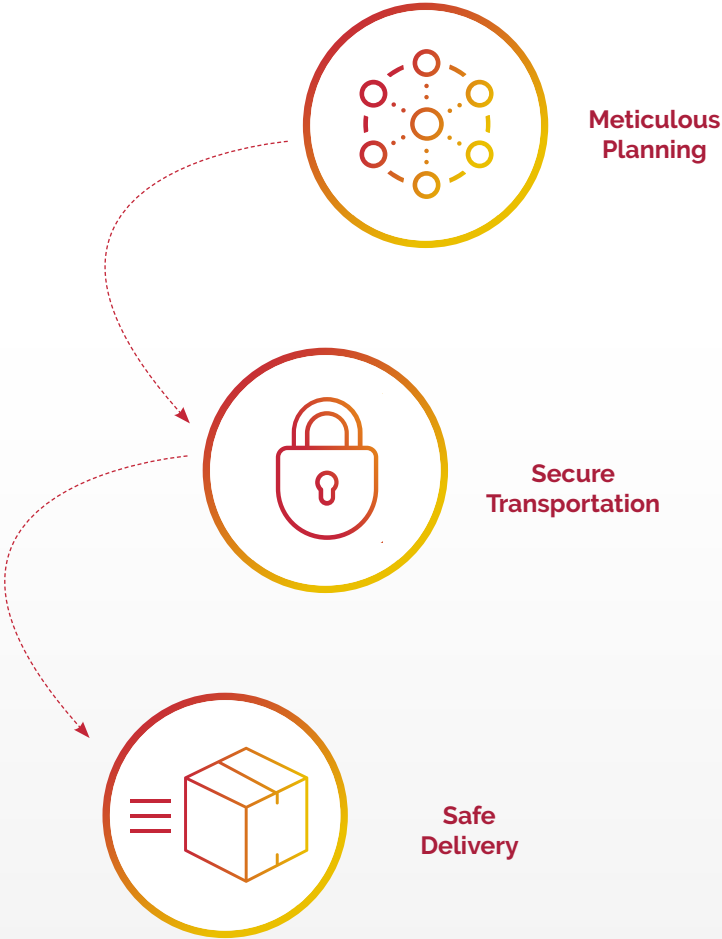 Meticulous
Planning
Secure
Transportation
Safe
Delivery